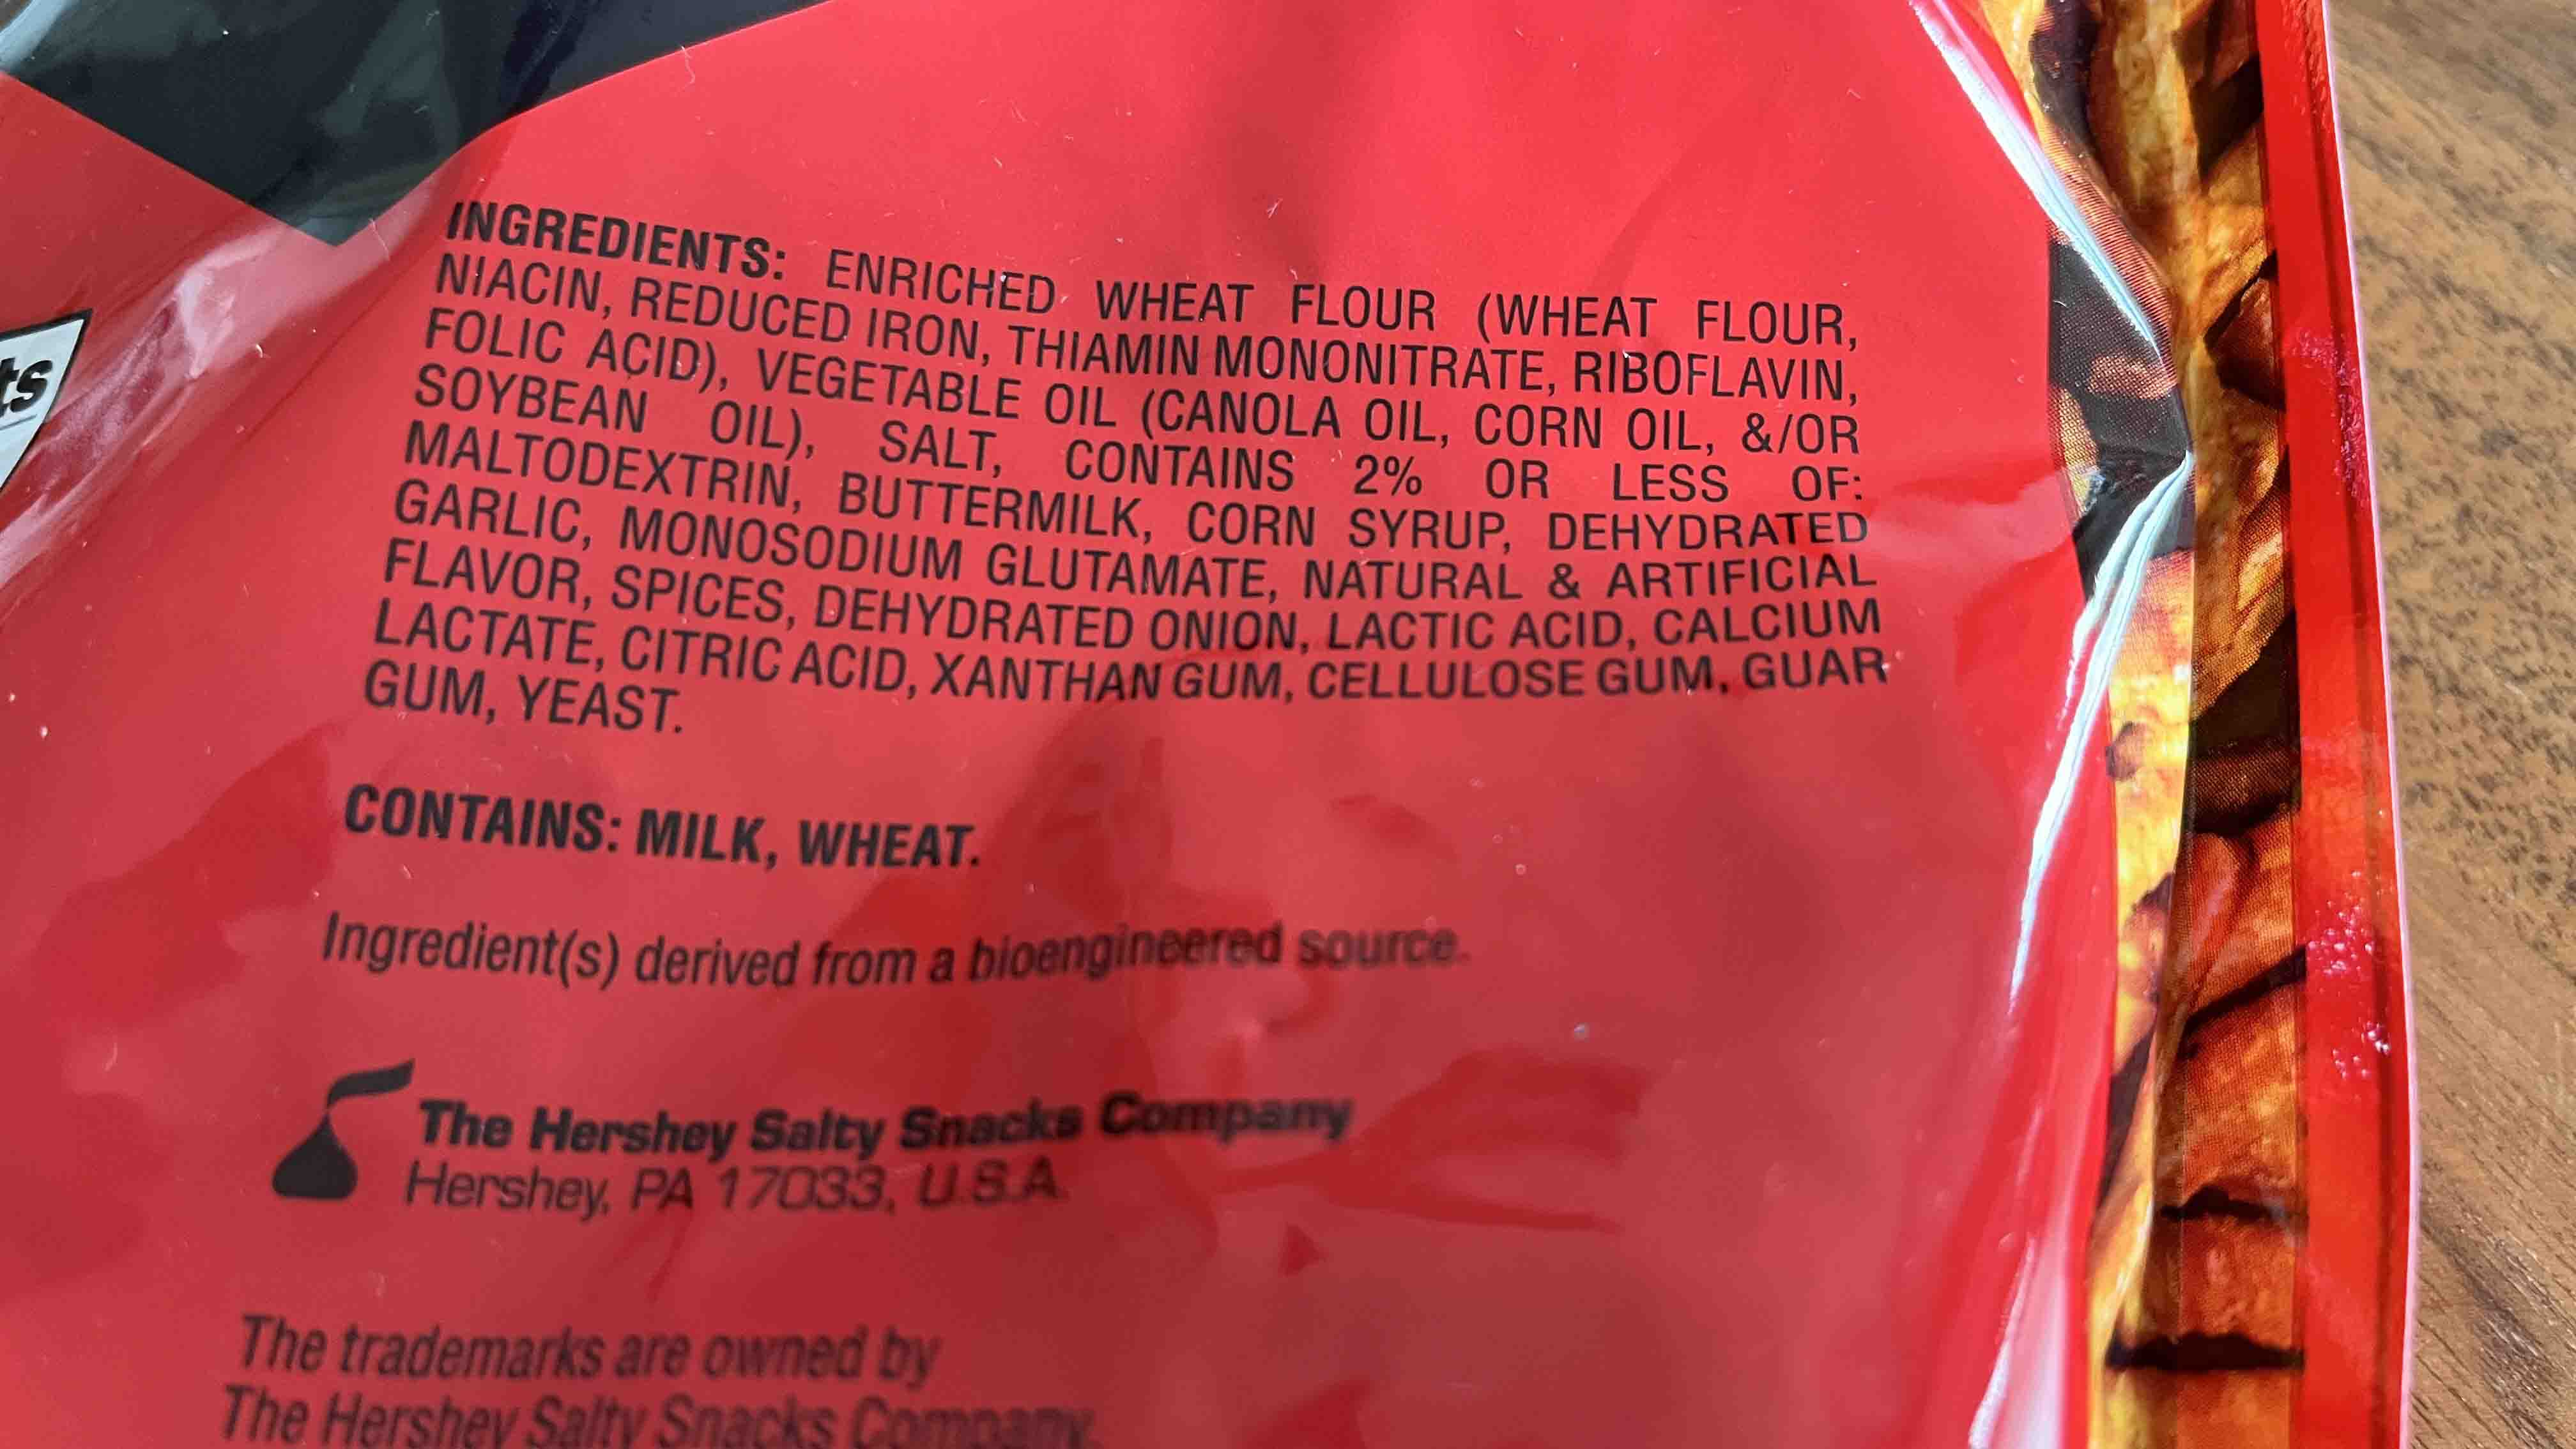 ts
INGREDIENTS: ENRICHED WHEAT FLOUR (WHEAT FLOUR,
NIACIN, REDUCED IRON, THIAMIN MONONITRATE, RIBOFLAVIN,
FOLIC ACID), VEGETABLE OIL (CANOLA OIL, CORN OIL, &/OR
SOYBEAN OIL), SALT, CONTAINS 2% OR LESS OF:
MALTODEXTRIN, BUTTERMILK, CORN SYRUP, DEHYDRATED
GARLIC, MONOSODIUM GLUTAMATE, NATURAL & ARTIFICIAL
FLAVOR, SPICES, DEHYDRATED ONION, LACTIC ACID, CALCIUM
LACTATE, CITRIC ACID, XANTHAN GUM, CELLULOSE GUM, GUAR
GUM, YEAST.
CONTAINS: MILK, WHEAT.
Ingredient(s) derived from a bioengineered source.
The Hershey Salty Snacks Company
Hershey, PA 17033, U.S.A.
The trademarks are owned by
The Hershey Salty Snacks Company.